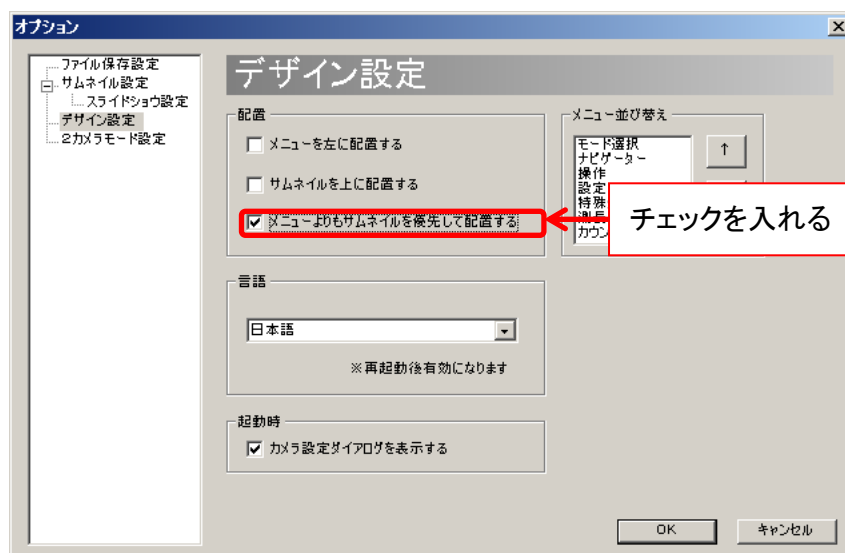 オプション
ファイル保存設定
サムネイル設定
スライドショウ設定
デザイン設定
2カメラモード設定
デザイン設定
配置
メニューを左に配置する
サムネイルを上に配置する
メニューよりもサムネイルを優先して配置する
メニュー並び替え
モード選択
ナビゲーター
操作
設定
特殊
測長
カウン
↑
チェックを入れる
言語
日本語
※再起動後有効になります
起動時
カメラ設定ダイアログを表示する
OK
キャンセル